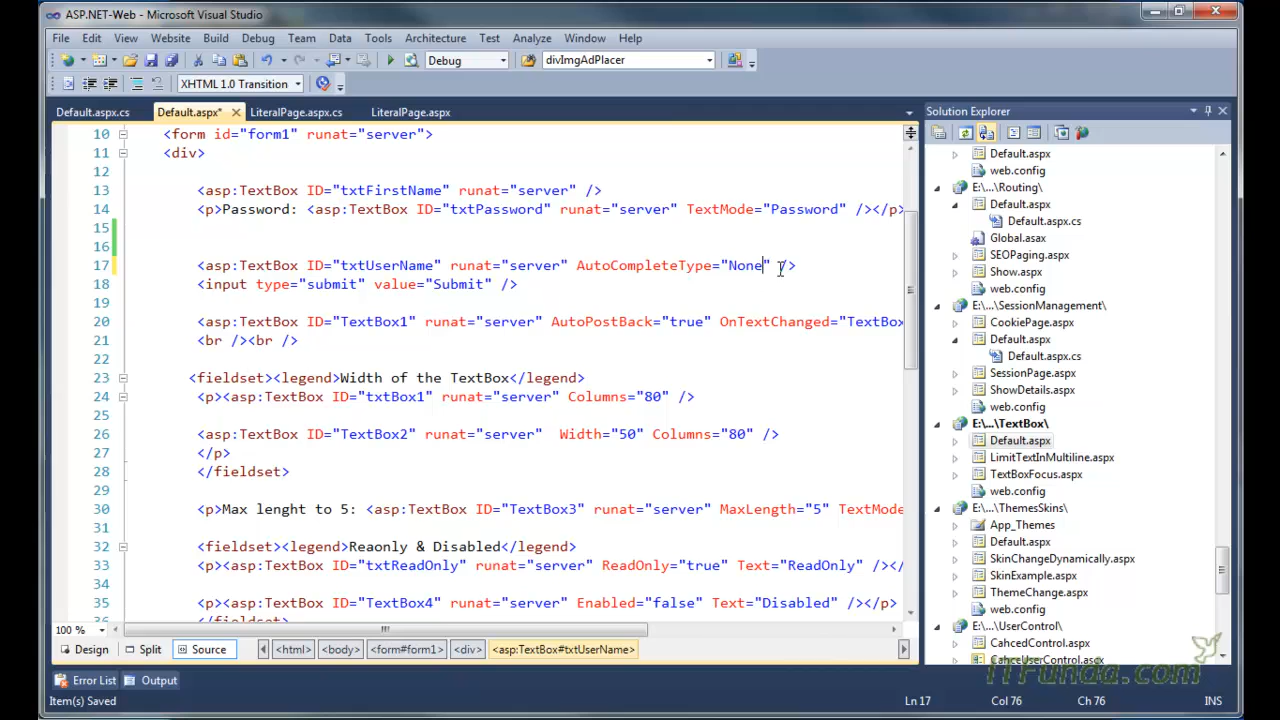 ASP.NET-Web - Microsoft Visual Studio
File Edit View Website Build Debug Team Data Tools Architecture Test Analyze Window Help
Debug divImgAdPlacer
XHTML 1.0 Transition
Default.aspx.cs Default.aspx* LiteralPage.aspx.cs LiteralPage.aspx
10 <form id="form1" runat="server">
11 <div>
12
13 <asp:TextBox ID="txtFirstName" runat="server" />
14 <p>Password: <asp:TextBox ID="txtPassword" runat="server" TextMode="Password" /></p>
15
16
17 <asp:TextBox ID="txtUserName" runat="server" AutoCompleteType="None" />
18 <input type="submit" value="Submit" />
19
20 <asp:TextBox ID="TextBox1" runat="server" AutoPostBack="true" OnTextChanged="TextBox
21 <br /><br />
22
23 <fieldset><legend>Width of the TextBox</legend>
24 <p><asp:TextBox ID="txtBox1" runat="server" Columns="80" />
25
26 <asp:TextBox ID="TextBox2" runat="server"  Width="50" Columns="80" />
27 </p>
28 </fieldset>
29
30 <p>Max lenght to 5: <asp:TextBox ID="TextBox3" runat="server" MaxLength="5" TextMode
31
32 <fieldset><legend>Reaonly & Disabled</legend>
33 <p><asp:TextBox ID="txtReadOnly" runat="server" ReadOnly="true" Text="ReadOnly" /></
34
35 <p><asp:TextBox ID="TextBox4" runat="server" Enabled="false" Text="Disabled" /></p>
100 %
Design Split Source <html> <body> <form#form1> <div> <asp:TextBox#txtUserName>
Error List Output
Item(s) Saved Ln 17 Col 76 Ch 76 INS
Solution Explorer
Default.aspx
web.config
E:\...\Routing\
Default.aspx
Default.aspx.cs
Global.asax
SEOPaging.aspx
Show.aspx
web.config
E:\...\SessionManagement\
CookiePage.aspx
Default.aspx
Default.aspx.cs
SessionPage.aspx
ShowDetails.aspx
web.config
E:\...\TextBox\
Default.aspx
LimitTextInMultiline.aspx
TextBoxFocus.aspx
web.config
E:\...\ThemesSkins\
App_Themes
Default.aspx
SkinChangeDynamically.aspx
SkinExample.aspx
ThemeChange.aspx
web.config
E:\...\UserControl\
CahcedControl.aspx
CahceUserControl.ascx
ITFunda.com